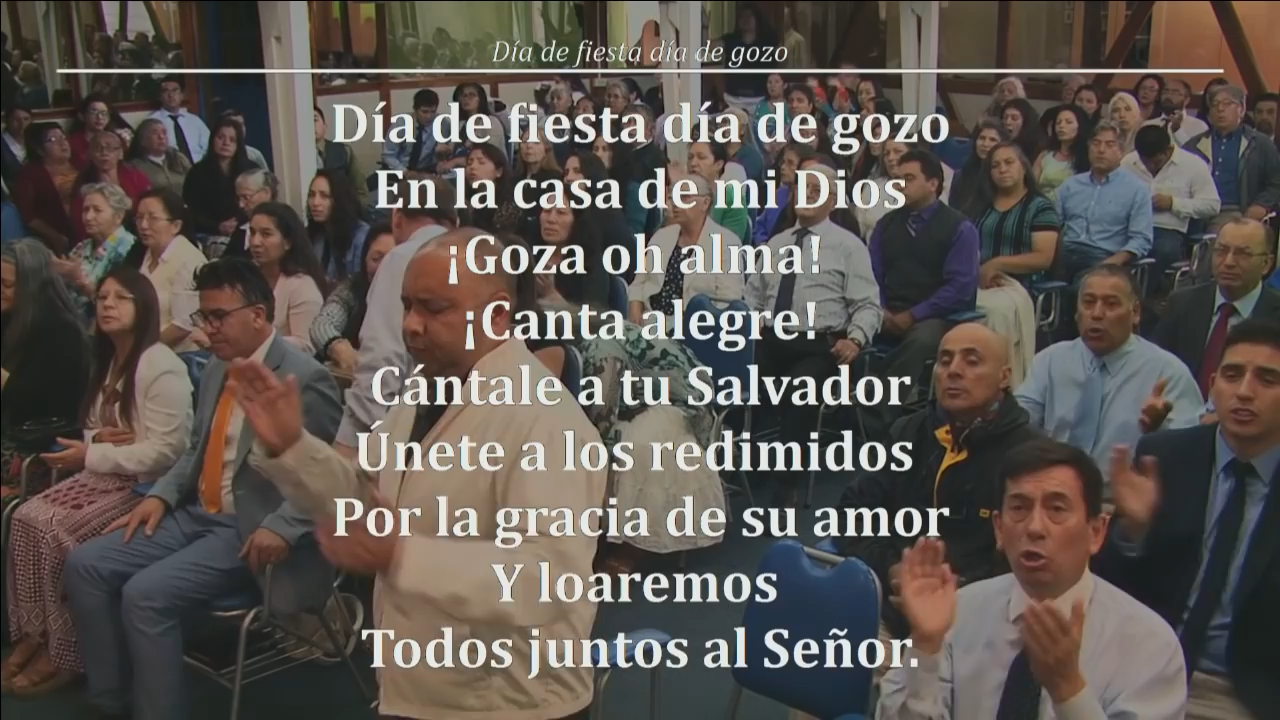 Día de fiesta día de gozo
Día de fiesta día de gozo
En la casa de mi Dios
¡Goza oh alma!
¡Canta alegre!
Cántale a tu Salvador
Únete a los redimidos
Por la gracia de su amor
Y loaremos
Todos juntos al Señor.